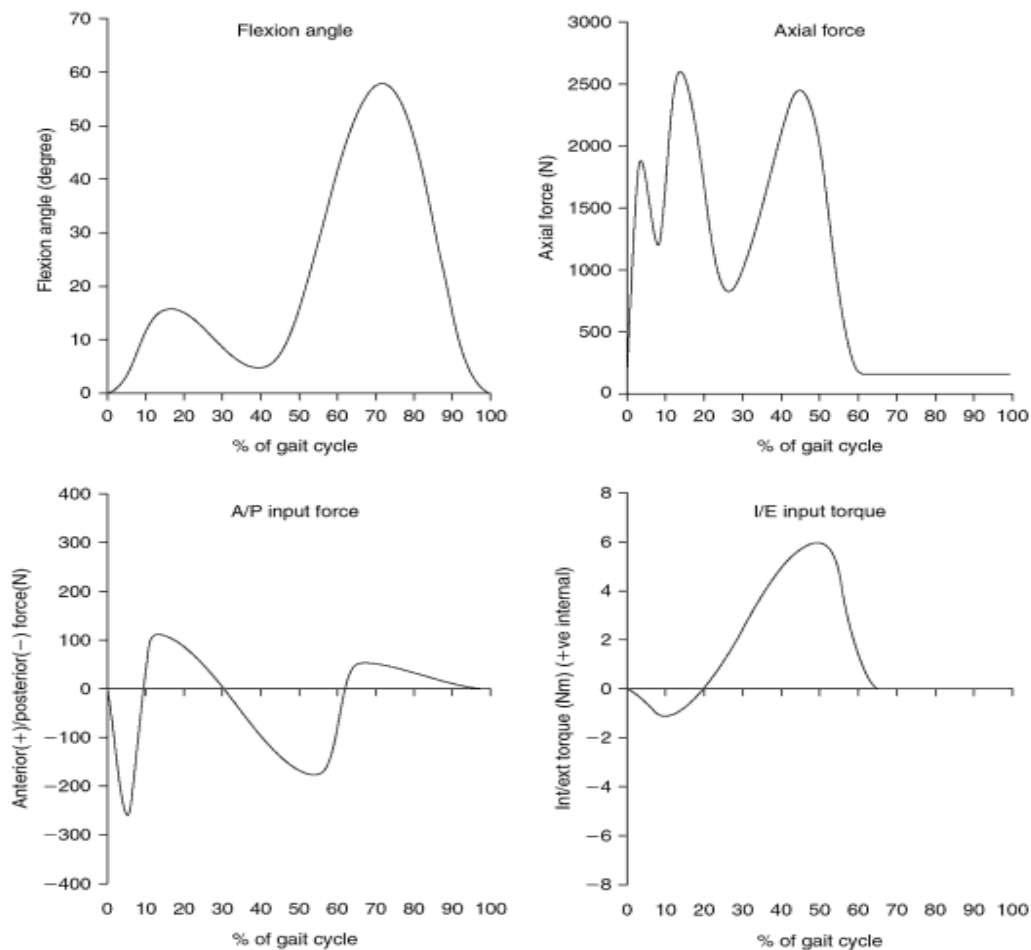 Flexion angle
Flexion angle (degree)
70
60
50
40
30
20
10
0
0 10 20 30 40 50 60 70 80 90 100
% of gait cycle
Axial force
Axial force (N)
3000
2500
2000
1500
1000
500
0
0 10 20 30 40 50 60 70 80 90 100
% of gait cycle
A/P input force
Anterior(+)/posterior(−) force(N)
400
300
200
100
0
−100
−200
−300
−400
0 10 20 30 40 50 60 70 80 90 100
% of gait cycle
I/E input torque
Int/ext torque (Nm) (+ve internal)
8
6
4
2
0
−2
−4
−6
−8
0 10 20 30 40 50 60 70 80 90 100
% of gait cycle